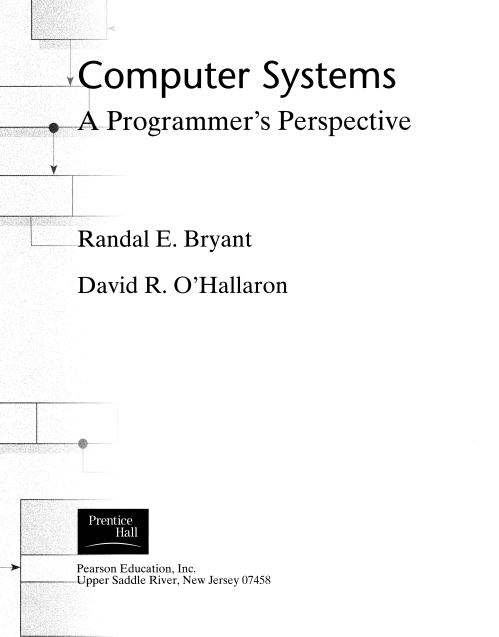 Computer Systems
A Programmer's Perspective
Randal E. Bryant
David R. O'Hallaron
Prentice
Hall
Pearson Education, Inc.
Upper Saddle River, New Jersey 07458